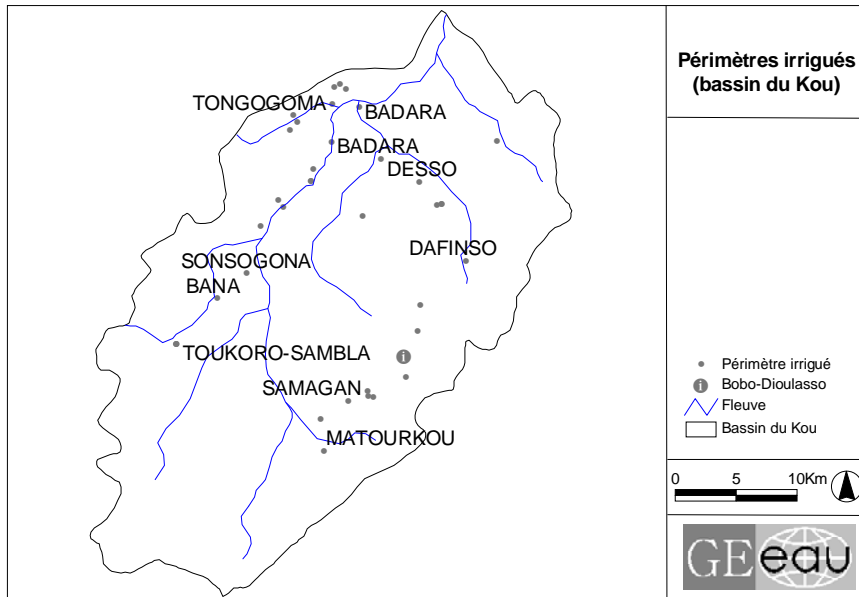 Périmètres irrigués
(bassin du Kou)
TONGOGOMA
BADARA
BADARA
DESSO
DAFINSO
SONSOGONA
BANA
TOUKORO-SAMBLA
SAMAGAN
MATOURKOU
i
Périmètre irrigué
i Bobo-Dioulasso
Fleuve
Bassin du Kou
0 5 10Km
GEeau